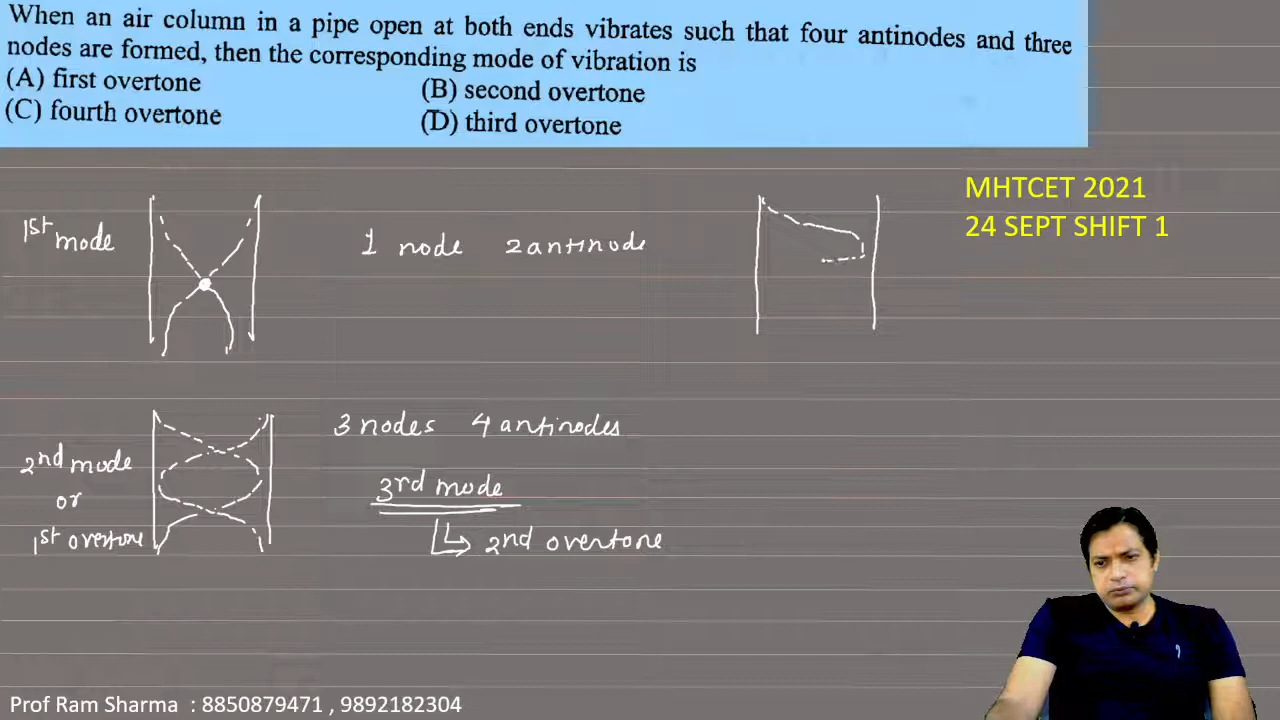 When an air column in a pipe open at both ends vibrates such that four antinodes and three
nodes are formed, then the corresponding mode of vibration is
(A) first overtone (B) second overtone
(C) fourth overtone (D) third overtone
MHTCET 2021
24 SEPT SHIFT 1
1st mode
1 node 2 antinode
2nd mode
or
1st overtone
3 nodes 4 antinodes
3rd mode
2nd overtone
Prof Ram Sharma : 8850879471 , 9892182304